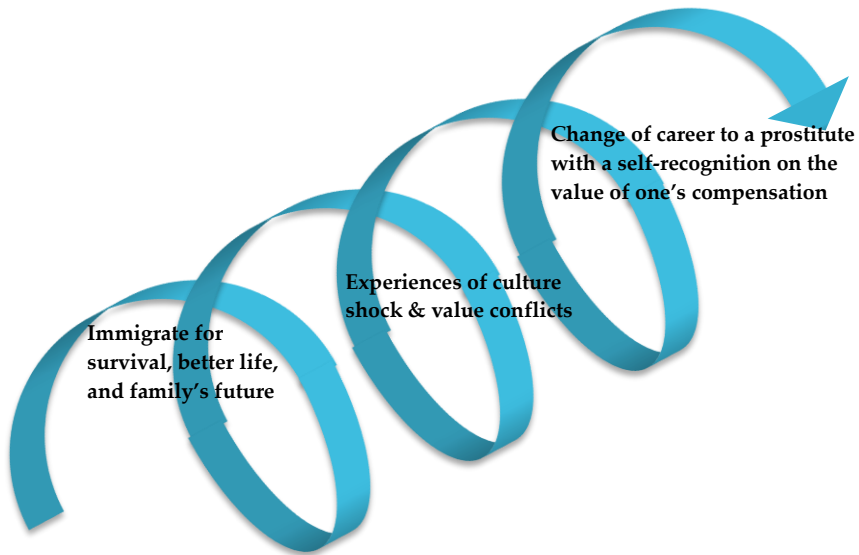 Change of career to a prostitute
with a self-recognition on the
value of one's compensation
Experiences of culture
shock & value conflicts
Immigrate for
survival, better life,
and family's future